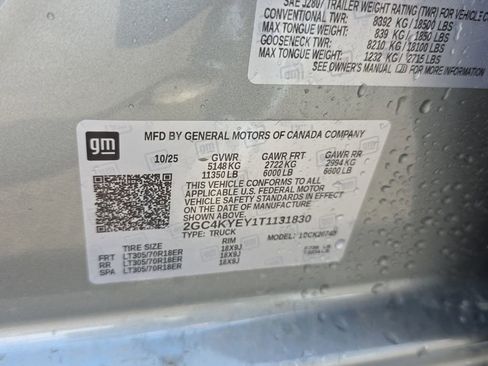 SAE J2807 TRAILER WEIGHT RATING (TWR) FOR VEHICLE
CONVENTIONAL TWR: 8392 KG / 18500 LBS
MAX TONGUE WT: 839 KG / 1850 LBS
GOOSENECK TWR: 8210 KG / 18100 LBS
MAX TONGUE WT: 1232 KG / 2715 LBS
SEE OWNERS MANUAL FOR MORE INFORMATION
gm
MFD BY GENERAL MOTORS OF CANADA COMPANY
10/25 GVWR GAWR FRT GAWR RR
5148 KG 2722 KG 2994 KG
11350 LB 6000 LB 6600 LB
THIS VEHICLE CONFORMS TO ALL
APPLICABLE U.S. FEDERAL MOTOR
VEHICLE SAFETY STANDARDS IN
EFFECT ON THE DATE OF
MANUFACTURE SHOWN ABOVE.
2GC4KYEY1T1131830
TYPE: TRUCK MODEL:
TIRE SIZE RIM
FRT LT305/70R18ER 18X9J
RR LT305/70R18ER 18X9J
SPA LT305/70R18ER 18X9J